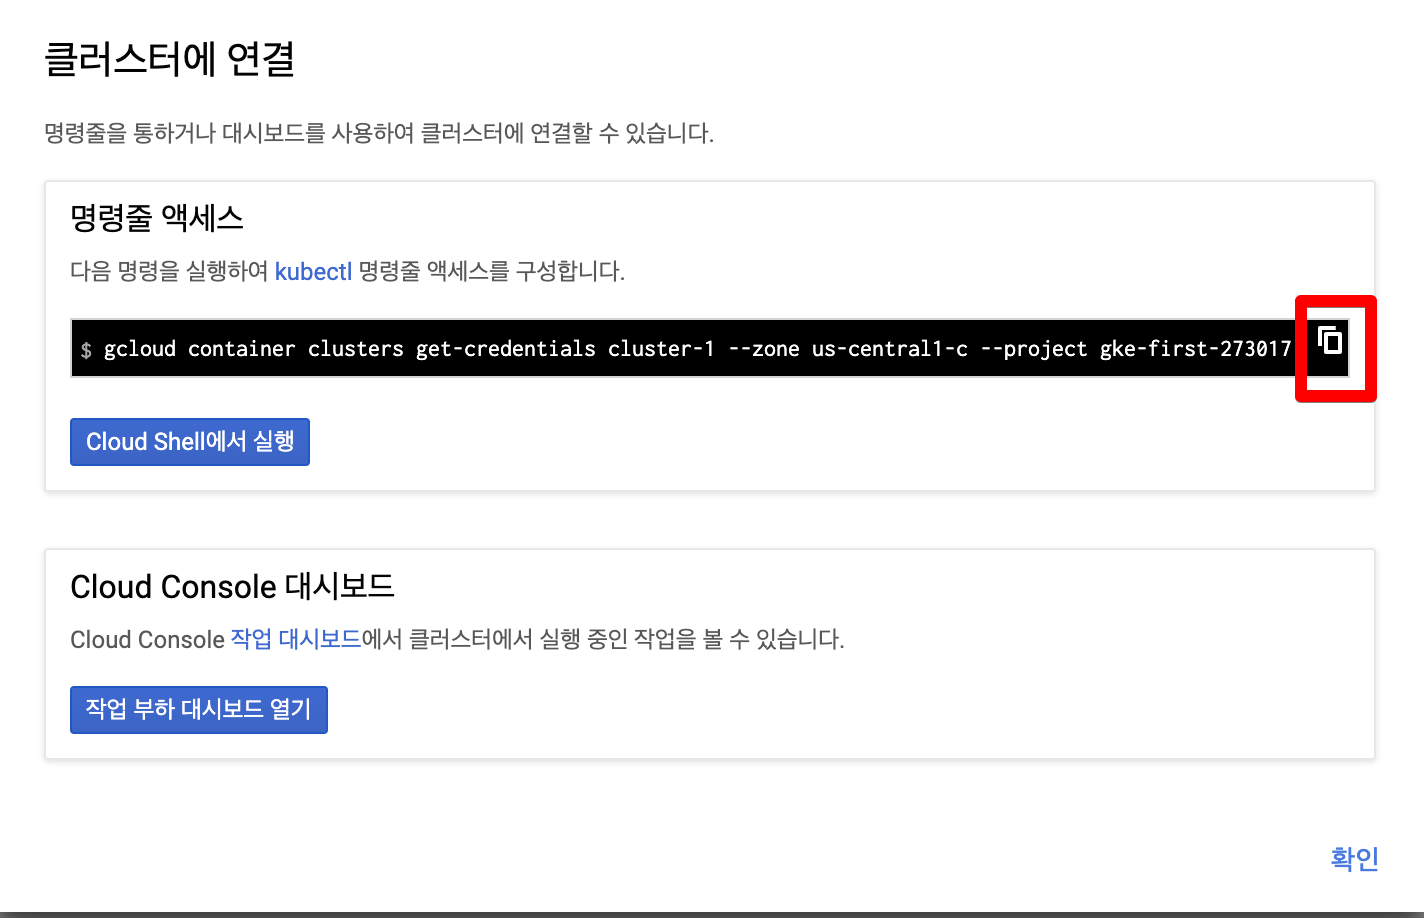 클러스터에 연결
명령줄을 통하거나 대시보드를 사용하여 클러스터에 연결할 수 있습니다.
명령줄 액세스
다음 명령을 실행하여 kubectl 명령줄 액세스를 구성합니다.
$ gcloud container clusters get-credentials cluster-1 --zone us-central1-c --project gke-first-273017
Cloud Shell에서 실행
Cloud Console 대시보드
Cloud Console 작업 대시보드에서 클러스터에서 실행 중인 작업을 볼 수 있습니다.
작업 부하 대시보드 열기
확인